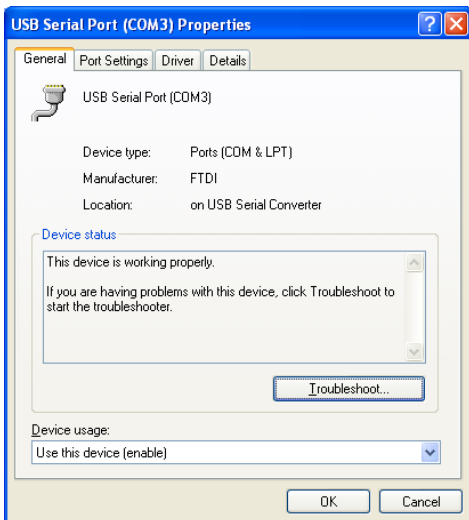 USB Serial Port (COM3) Properties
General Port Settings Driver Details
USB Serial Port (COM3)
Device type: Ports (COM & LPT)
Manufacturer: FTDI
Location: on USB Serial Converter
Device status
This device is working properly.
If you are having problems with this device, click Troubleshoot to
start the troubleshooter.
Troubleshoot...
Device usage:
Use this device (enable)
OK Cancel